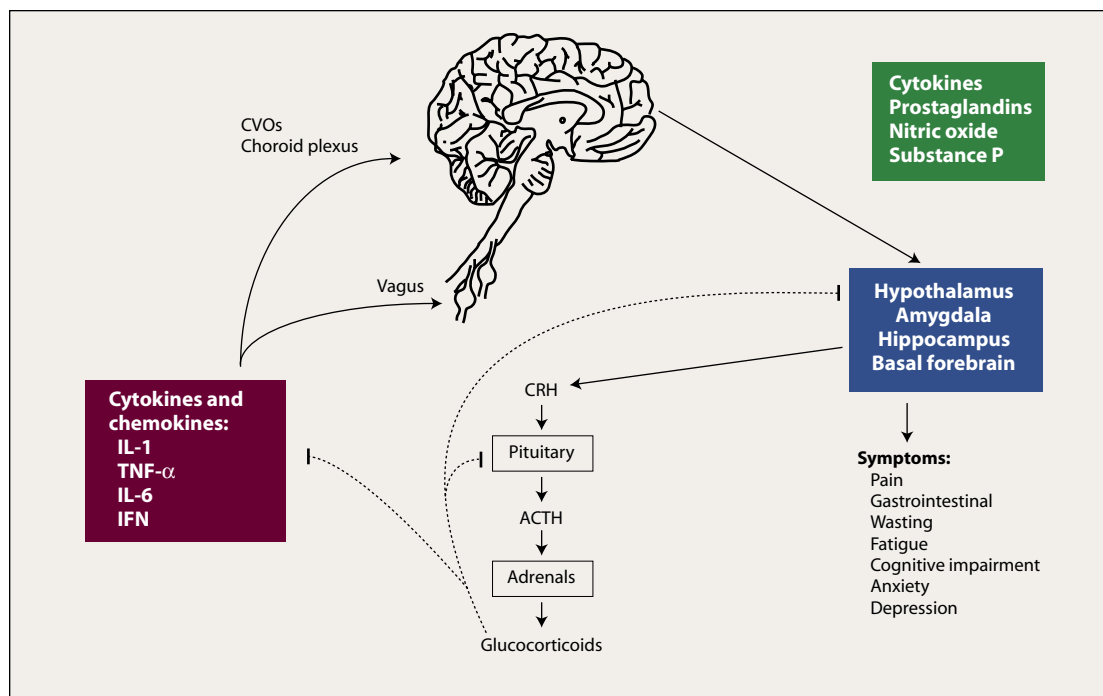 CVOs
Choroid plexus
Cytokines
Prostaglandins
Nitric oxide
Substance P
Vagus
Hypothalamus
Amygdala
Hippocampus
Basal forebrain
Cytokines and
chemokines:
IL-1
TNF-α
IL-6
IFN
CRH
Pituitary
ACTH
Adrenals
Glucocorticoids
Symptoms:
Pain
Gastrointestinal
Wasting
Fatigue
Cognitive impairment
Anxiety
Depression